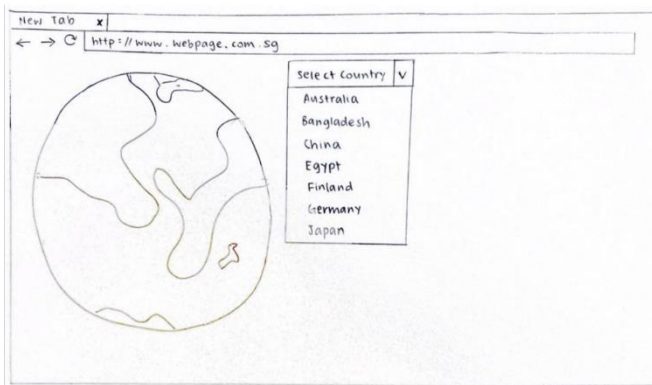 New Tab x
http://www.webpage.com.sg
Select Country V
Australia
Bangladesh
China
Egypt
Finland
Germany
Japan